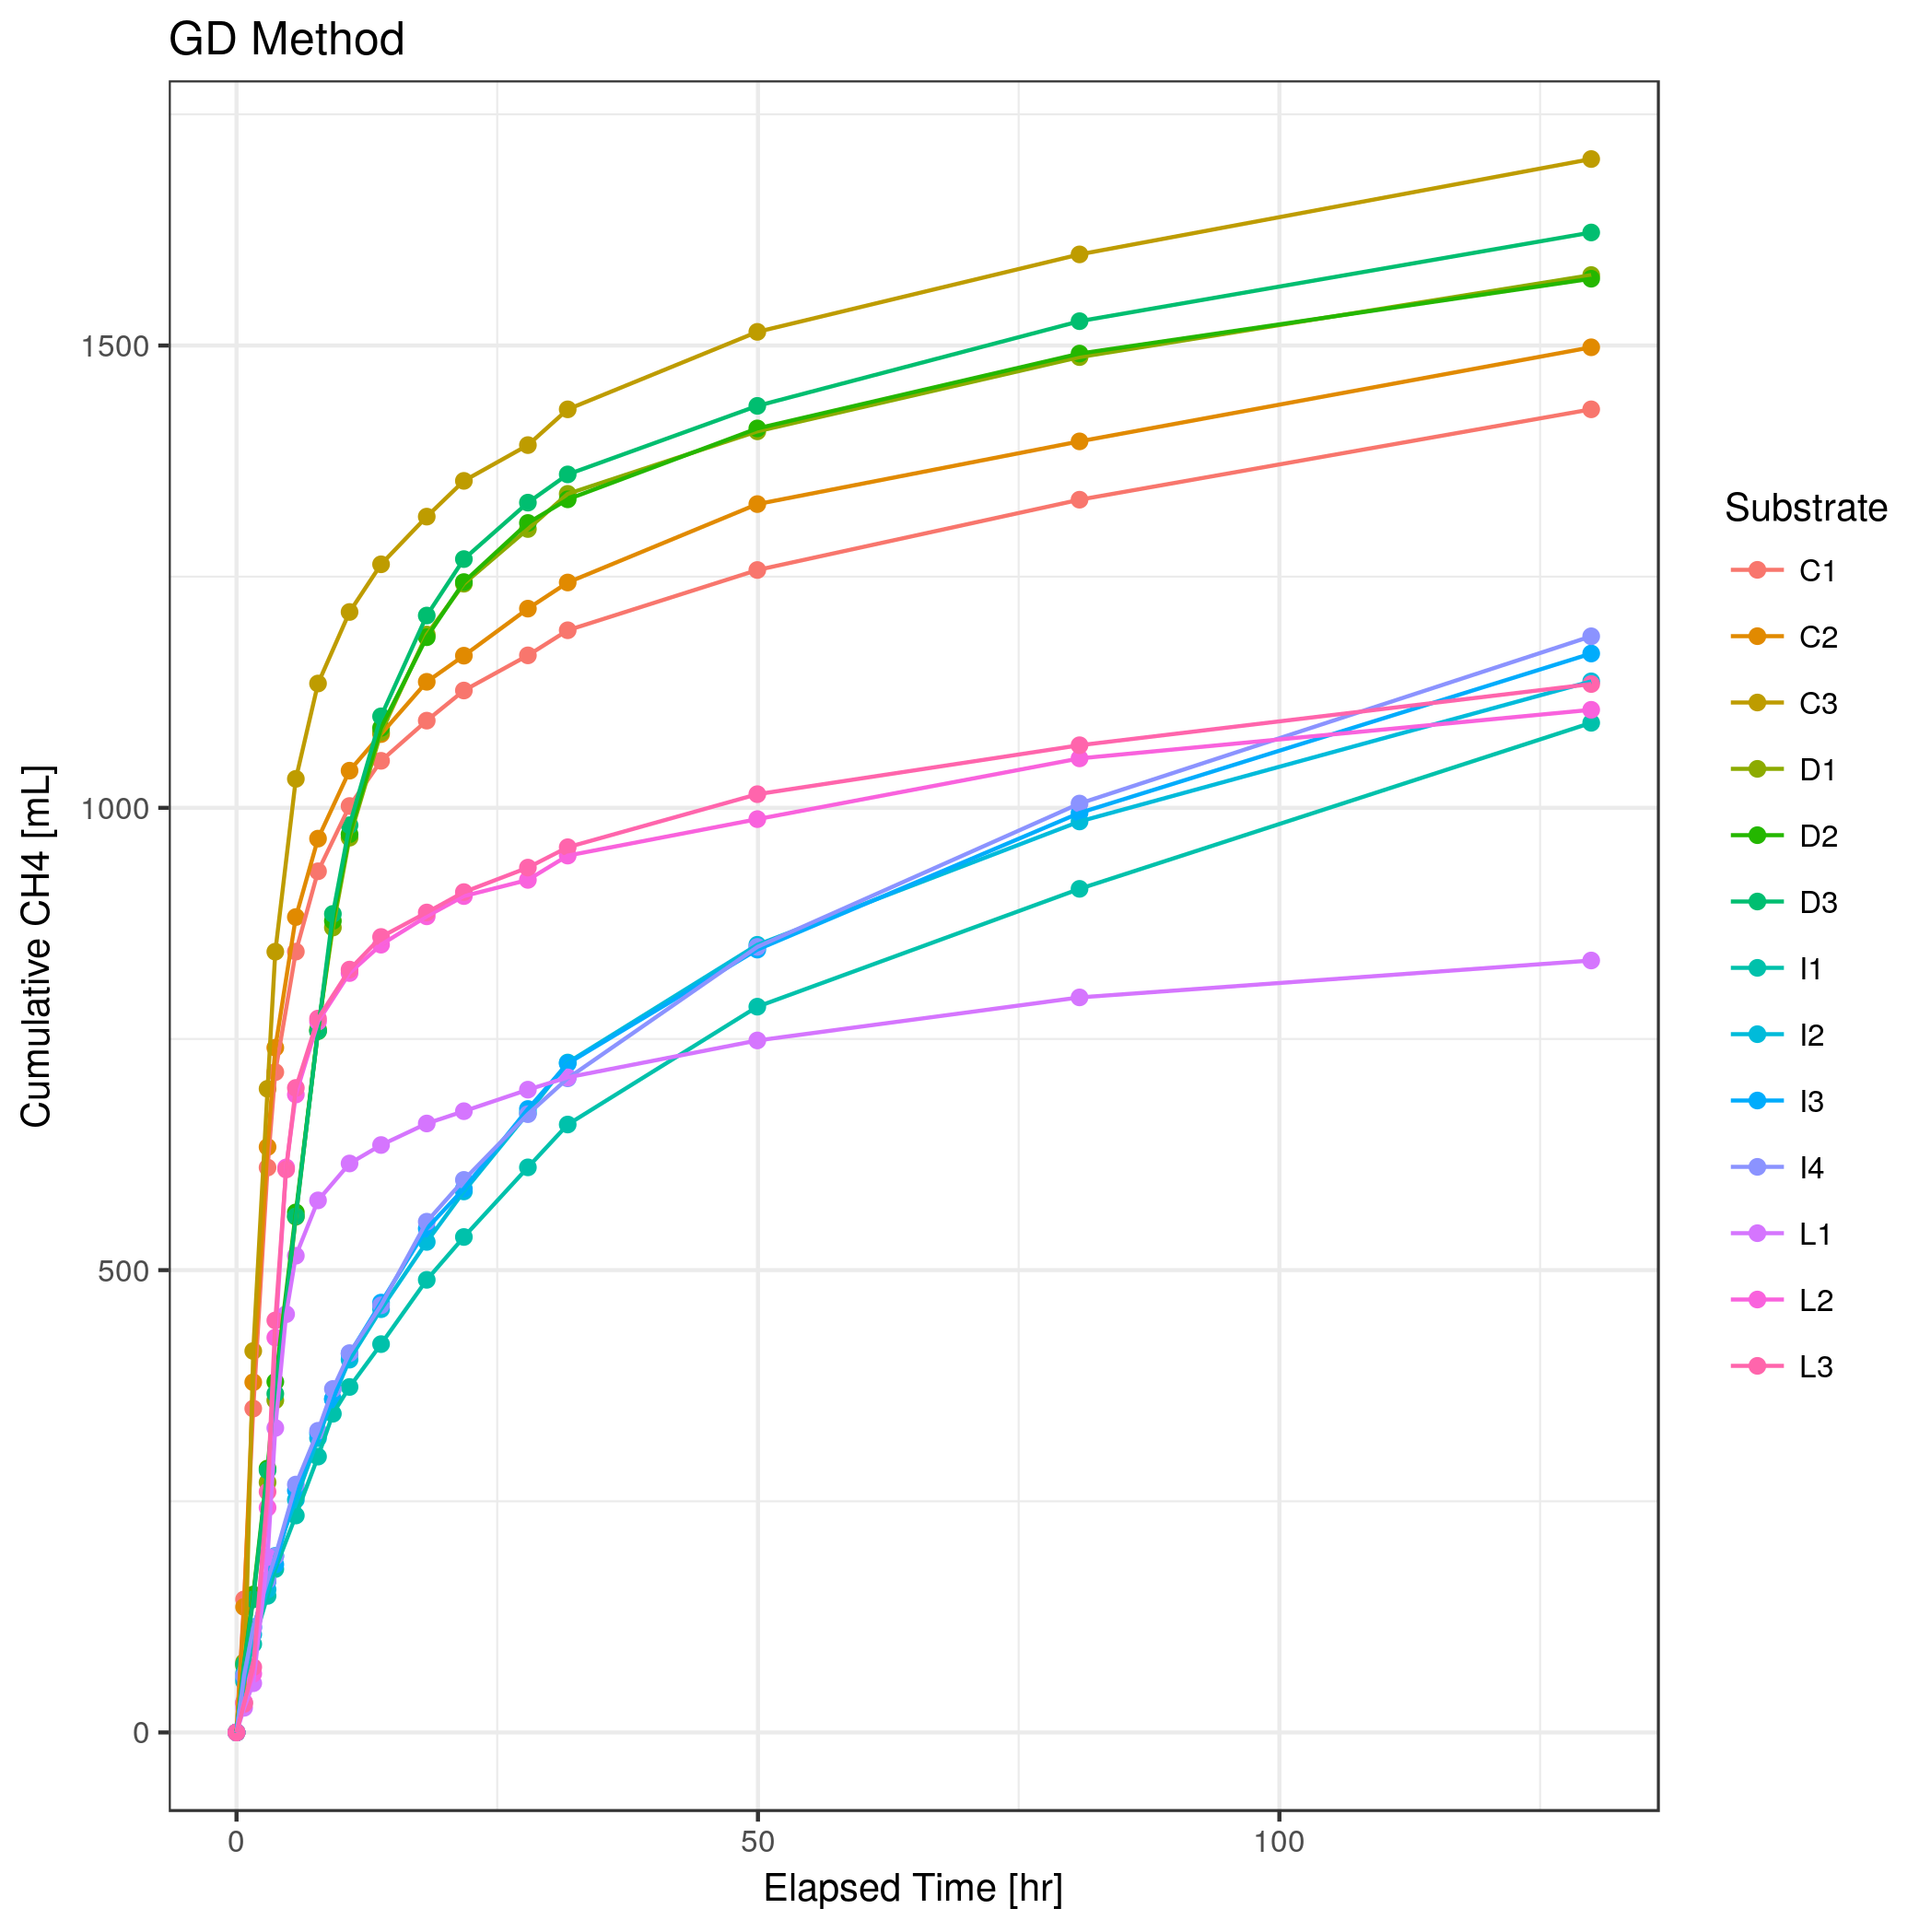 GD Method
Cumulative CH4 [mL]
1500
1000
500
0
0 50 100
Elapsed Time [hr]
Substrate
C1
C2
C3
D1
D2
D3
I1
I2
I3
I4
L1
L2
L3